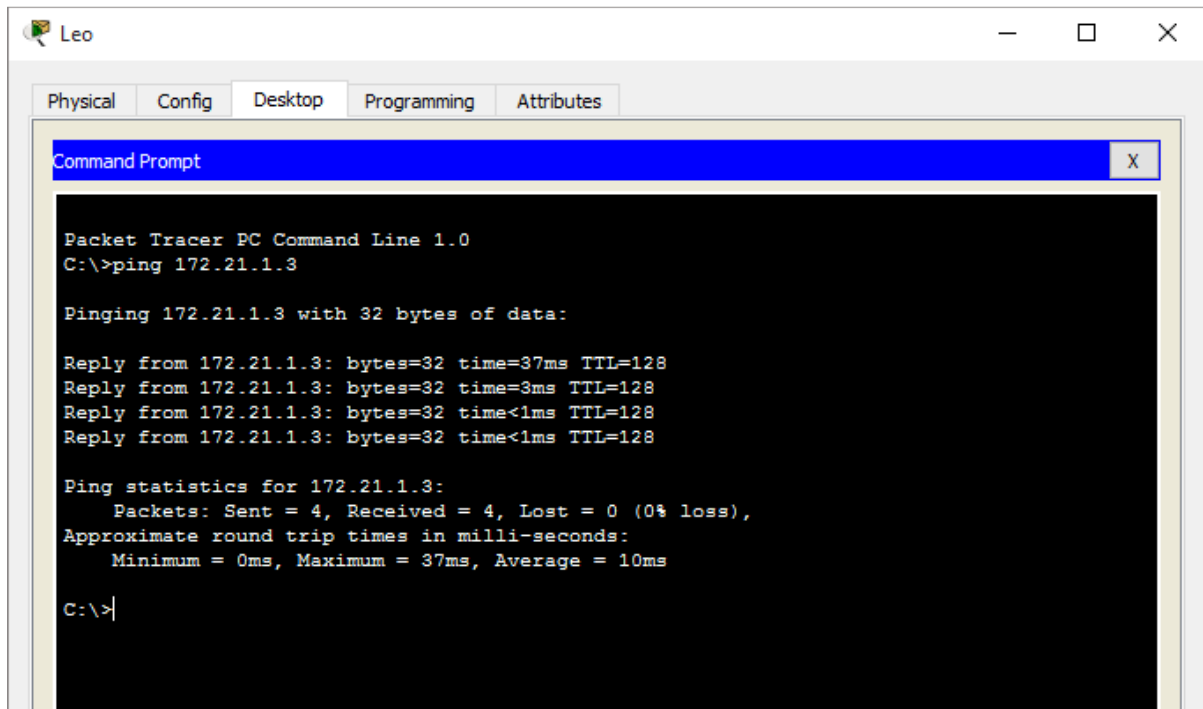 Leo
Physical Config Desktop Programming Attributes
Command Prompt
X
Packet Tracer PC Command Line 1.0
C:\>ping 172.21.1.3
Pinging 172.21.1.3 with 32 bytes of data:
Reply from 172.21.1.3: bytes=32 time=37ms TTL=128
Reply from 172.21.1.3: bytes=32 time=3ms TTL=128
Reply from 172.21.1.3: bytes=32 time<1ms TTL=128
Reply from 172.21.1.3: bytes=32 time<1ms TTL=128
Ping statistics for 172.21.1.3:
    Packets: Sent = 4, Received = 4, Lost = 0 (0% loss),
Approximate round trip times in milli-seconds:
    Minimum = 0ms, Maximum = 37ms, Average = 10ms
C:\>